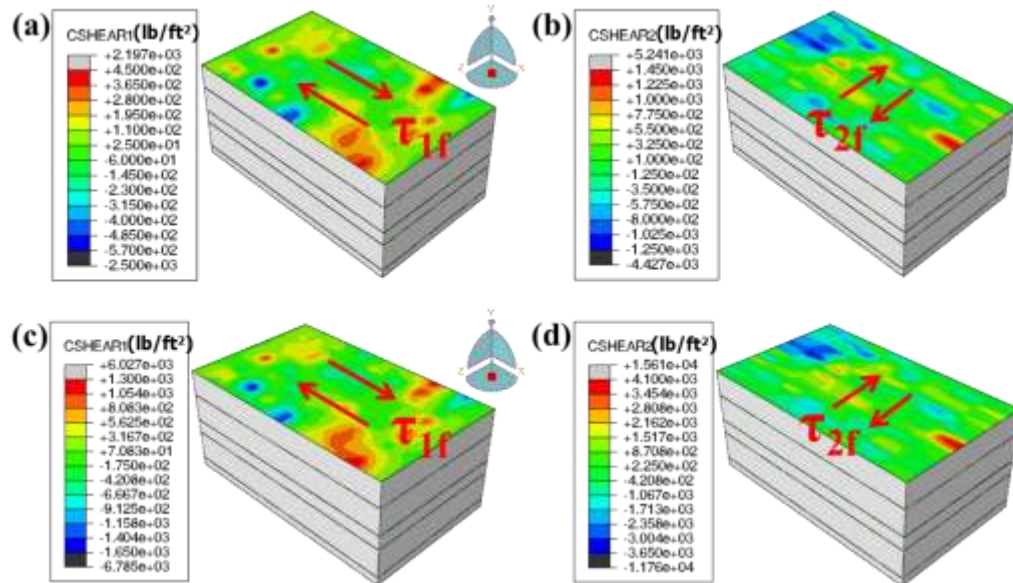 (a)
CSHEAR1(lb/ft²)
+2.197e+03
+4.500e+02
+3.650e+02
+2.800e+02
+1.950e+02
+1.100e+02
+2.500e+01
-6.000e+01
-1.450e+02
-2.300e+02
-3.150e+02
-4.000e+02
-4.850e+02
-5.700e+02
-2.500e+03
τ1f
Y
Z
X
(b)
CSHEAR2(lb/ft²)
+5.241e+03
+1.450e+03
+1.225e+03
+1.000e+03
+7.750e+02
+5.500e+02
+3.250e+02
+1.000e+02
-1.250e+02
-3.500e+02
-5.750e+02
-8.000e+02
-1.025e+03
-1.250e+03
-4.427e+03
τ2f
(c)
CSHEAR1(lb/ft²)
+6.027e+03
+1.300e+03
+1.054e+03
+8.083e+02
+5.625e+02
+3.167e+02
+7.083e+01
-1.750e+02
-4.208e+02
-6.667e+02
-9.125e+02
-1.158e+03
-1.404e+03
-1.650e+03
-6.785e+03
τ1f
Y
Z
X
(d)
CSHEAR2(lb/ft²)
+1.561e+04
+4.100e+03
+3.454e+03
+2.808e+03
+2.162e+03
+1.517e+03
+8.708e+02
+2.250e+02
-4.208e+02
-1.067e+03
-1.713e+03
-2.358e+03
-3.004e+03
-3.650e+03
-1.176e+04
τ2f